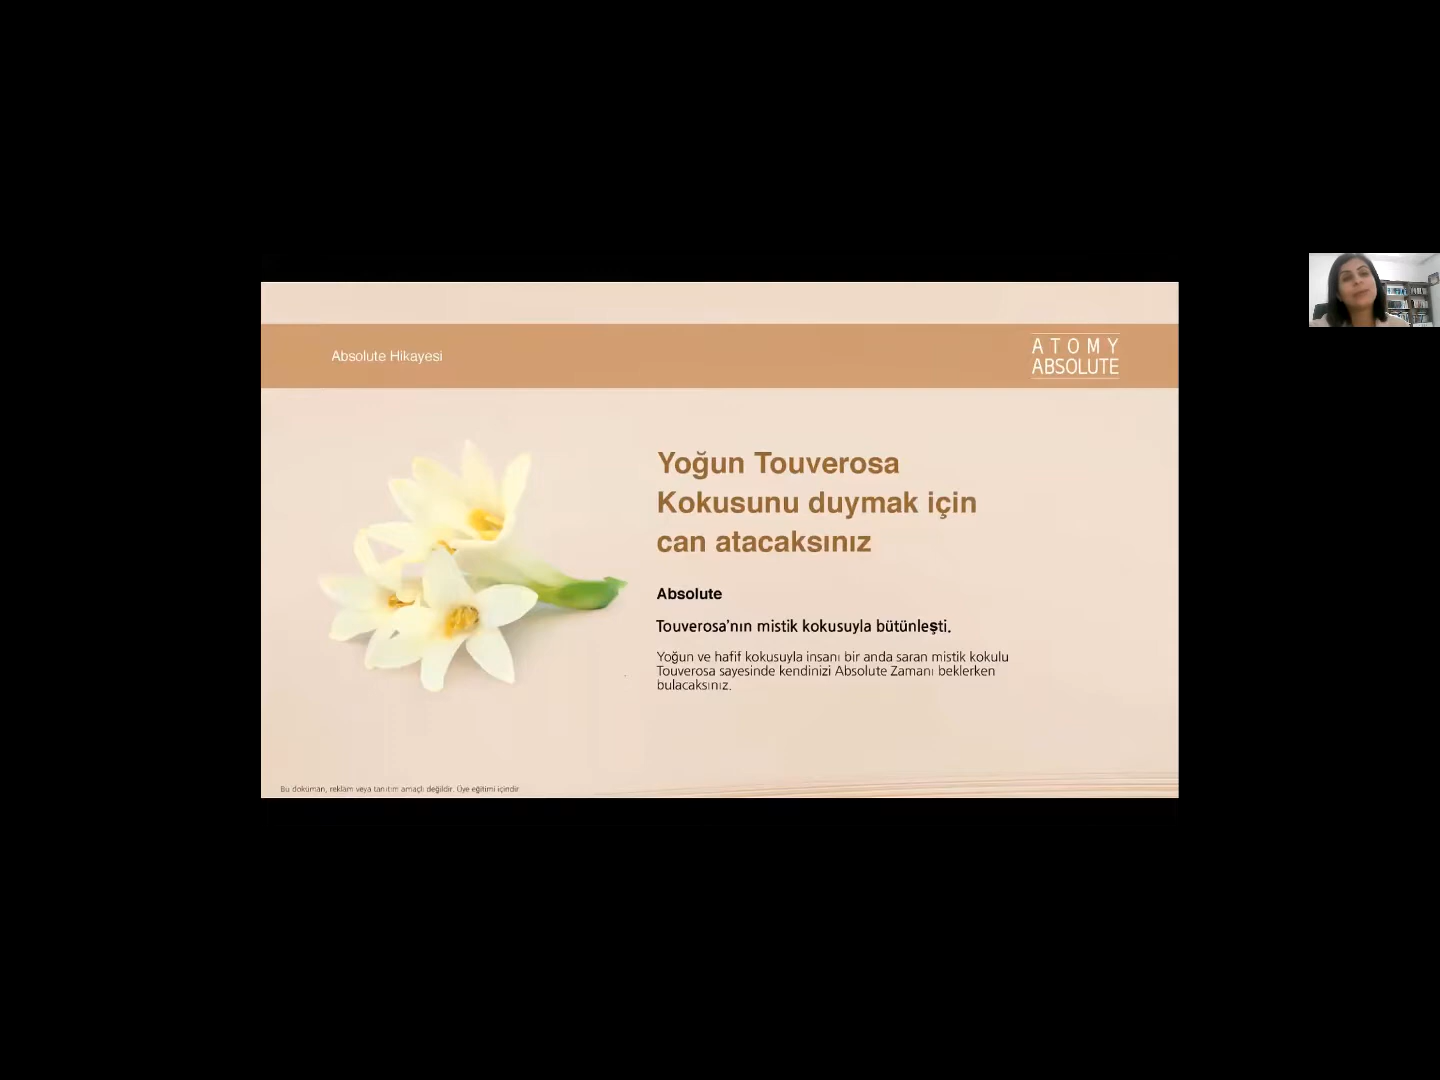 Absolute Hikayesi
ATOMY
ABSOLUTE
Yoğun Touverosa
Kokusunu duymak için
can atacaksınız
Absolute
Touverosa'nın mistik kokusuyla bütünleşti.
Yoğun ve hafif kokusuyla insanı bir anda saran mistik kokulu
Touverosa sayesinde kendinizi Absolute Zamanı beklerken
bulacaksınız.
Bu doküman, reklam veya tanıtım amaçlı değildir. Üye eğitimi içindir